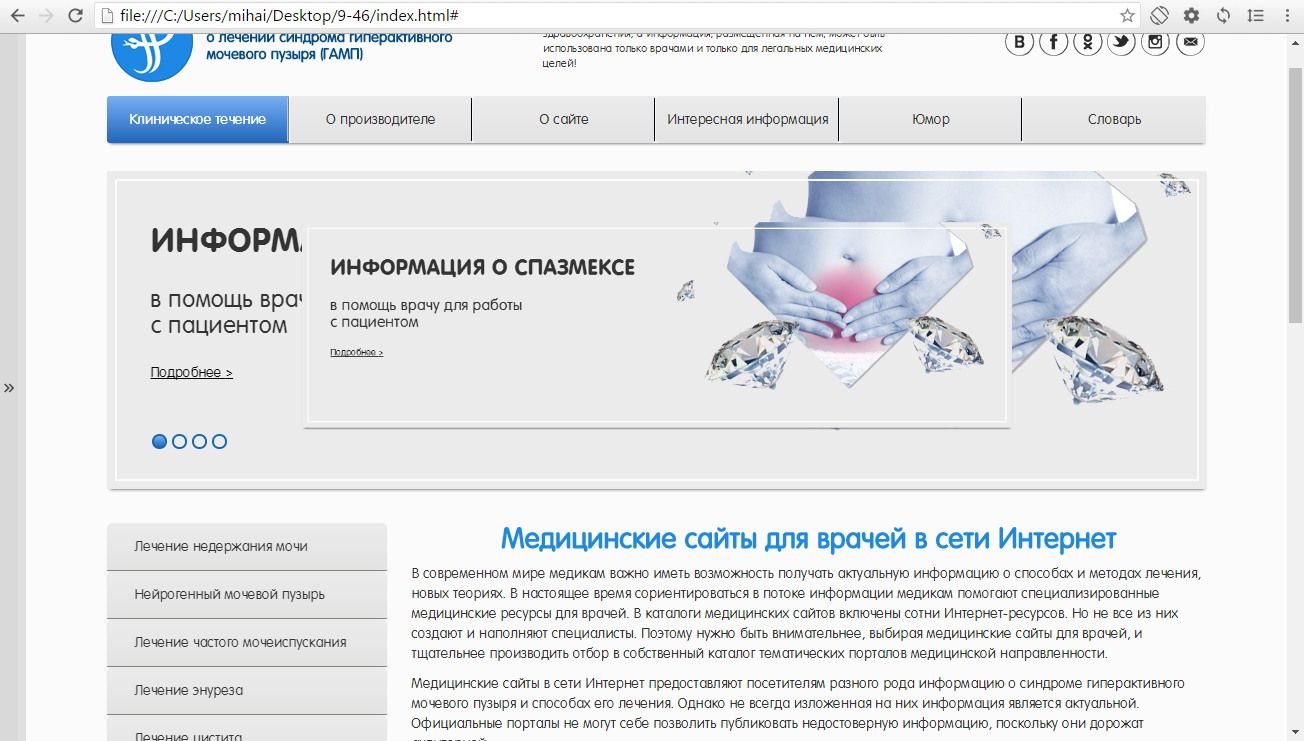 file:///C:/Users/mihai/Desktop/9-46/index.html#
о лечении синдрома гиперактивного
мочевого пузыря (ГАМП)
здравоохранения, а информация, размещенная на нем, может быть
использована только врачами и только для легальных медицинских
целей!
В
Клиническое течение
О производителе
О сайте
Интересная информация
Юмор
Словарь
ИНФОРМА
в помощь врач
с пациентом
Подробнее >
ИНФОРМАЦИЯ О СПАЗМЕКСЕ
в помощь врачу для работы
с пациентом
Подробнее >
Лечение недержания мочи
Нейрогенный мочевой пузырь
Лечение частого мочеиспускания
Лечение энуреза
Лечение цистита
Медицинские сайты для врачей в сети Интернет
В современном мире медикам важно иметь возможность получать актуальную информацию о способах и методах лечения,
новых теориях. В настоящее время сориентироваться в потоке информации медикам помогают специализированные
медицинские ресурсы для врачей. В каталоги медицинских сайтов включены сотни Интернет-ресурсов. Но не все из них
создают и наполняют специалисты. Поэтому нужно быть внимательнее, выбирая медицинские сайты для врачей, и
тщательнее производить отбор в собственный каталог тематических порталов медицинской направленности.
Медицинские сайты в сети Интернет предоставляют посетителям разного рода информацию о синдроме гиперактивного
мочевого пузыря и способах его лечения. Однако не всегда изложенная на них информация является актуальной.
Официальные порталы не могут себе позволить публиковать недостоверную информацию, поскольку они дорожат